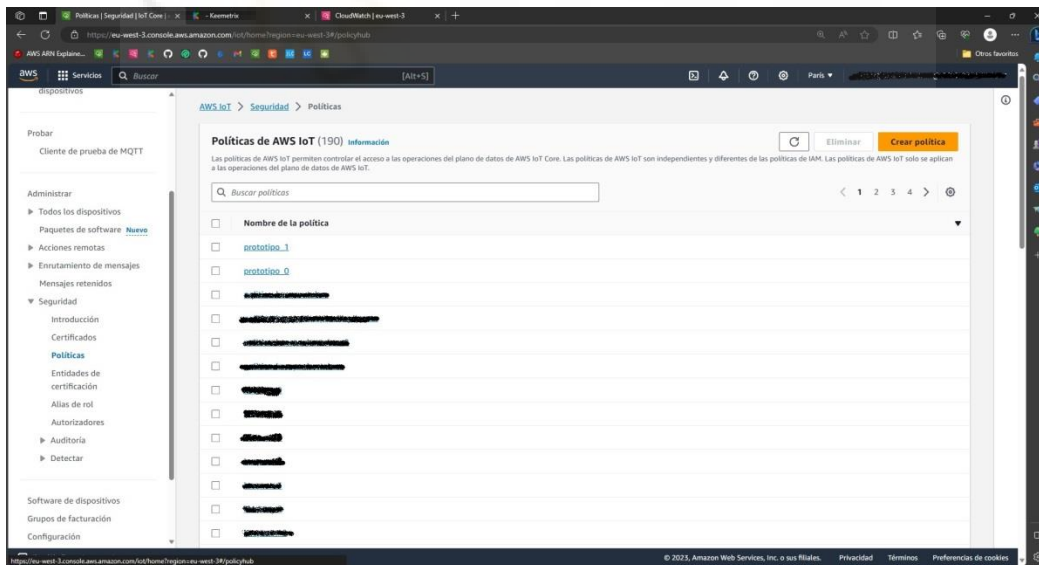 Políticas | Seguridad | IoT Core |
- Keemetrix
CloudWatch | eu-west-3
https://eu-west-3.console.aws.amazon.com/iot/home?region=eu-west-3#/policyhub
AWS ARN Explaine...
Otros favoritos
aws
Servicios
Buscar
[Alt+S]
París
dispositivos
Probar
Cliente de prueba de MQTT
Administrar
Todos los dispositivos
Paquetes de software Nuevo
Acciones remotas
Enrutamiento de mensajes
Mensajes retenidos
Seguridad
Introducción
Certificados
Políticas
Entidades de
certificación
Alias de rol
Autorizadores
Auditoría
Detectar
Software de dispositivos
Grupos de facturación
Configuración
AWS IoT > Seguridad > Políticas
Políticas de AWS IoT (190) Información
Eliminar
Crear política
Las políticas de AWS IoT permiten controlar el acceso a las operaciones del plano de datos de AWS IoT Core. Las políticas de AWS IoT son independientes y diferentes de las políticas de IAM. Las políticas de AWS IoT solo se aplican
a las operaciones del plano de datos de AWS IoT.
Buscar políticas
1 2 3 4
Nombre de la política
prototipo_1
prototipo_0
https://eu-west-3.console.aws.amazon.com/iot/home?region=eu-west-3#/policyhub
© 2023, Amazon Web Services, Inc. o sus filiales.
Privacidad
Términos
Preferencias de cookies